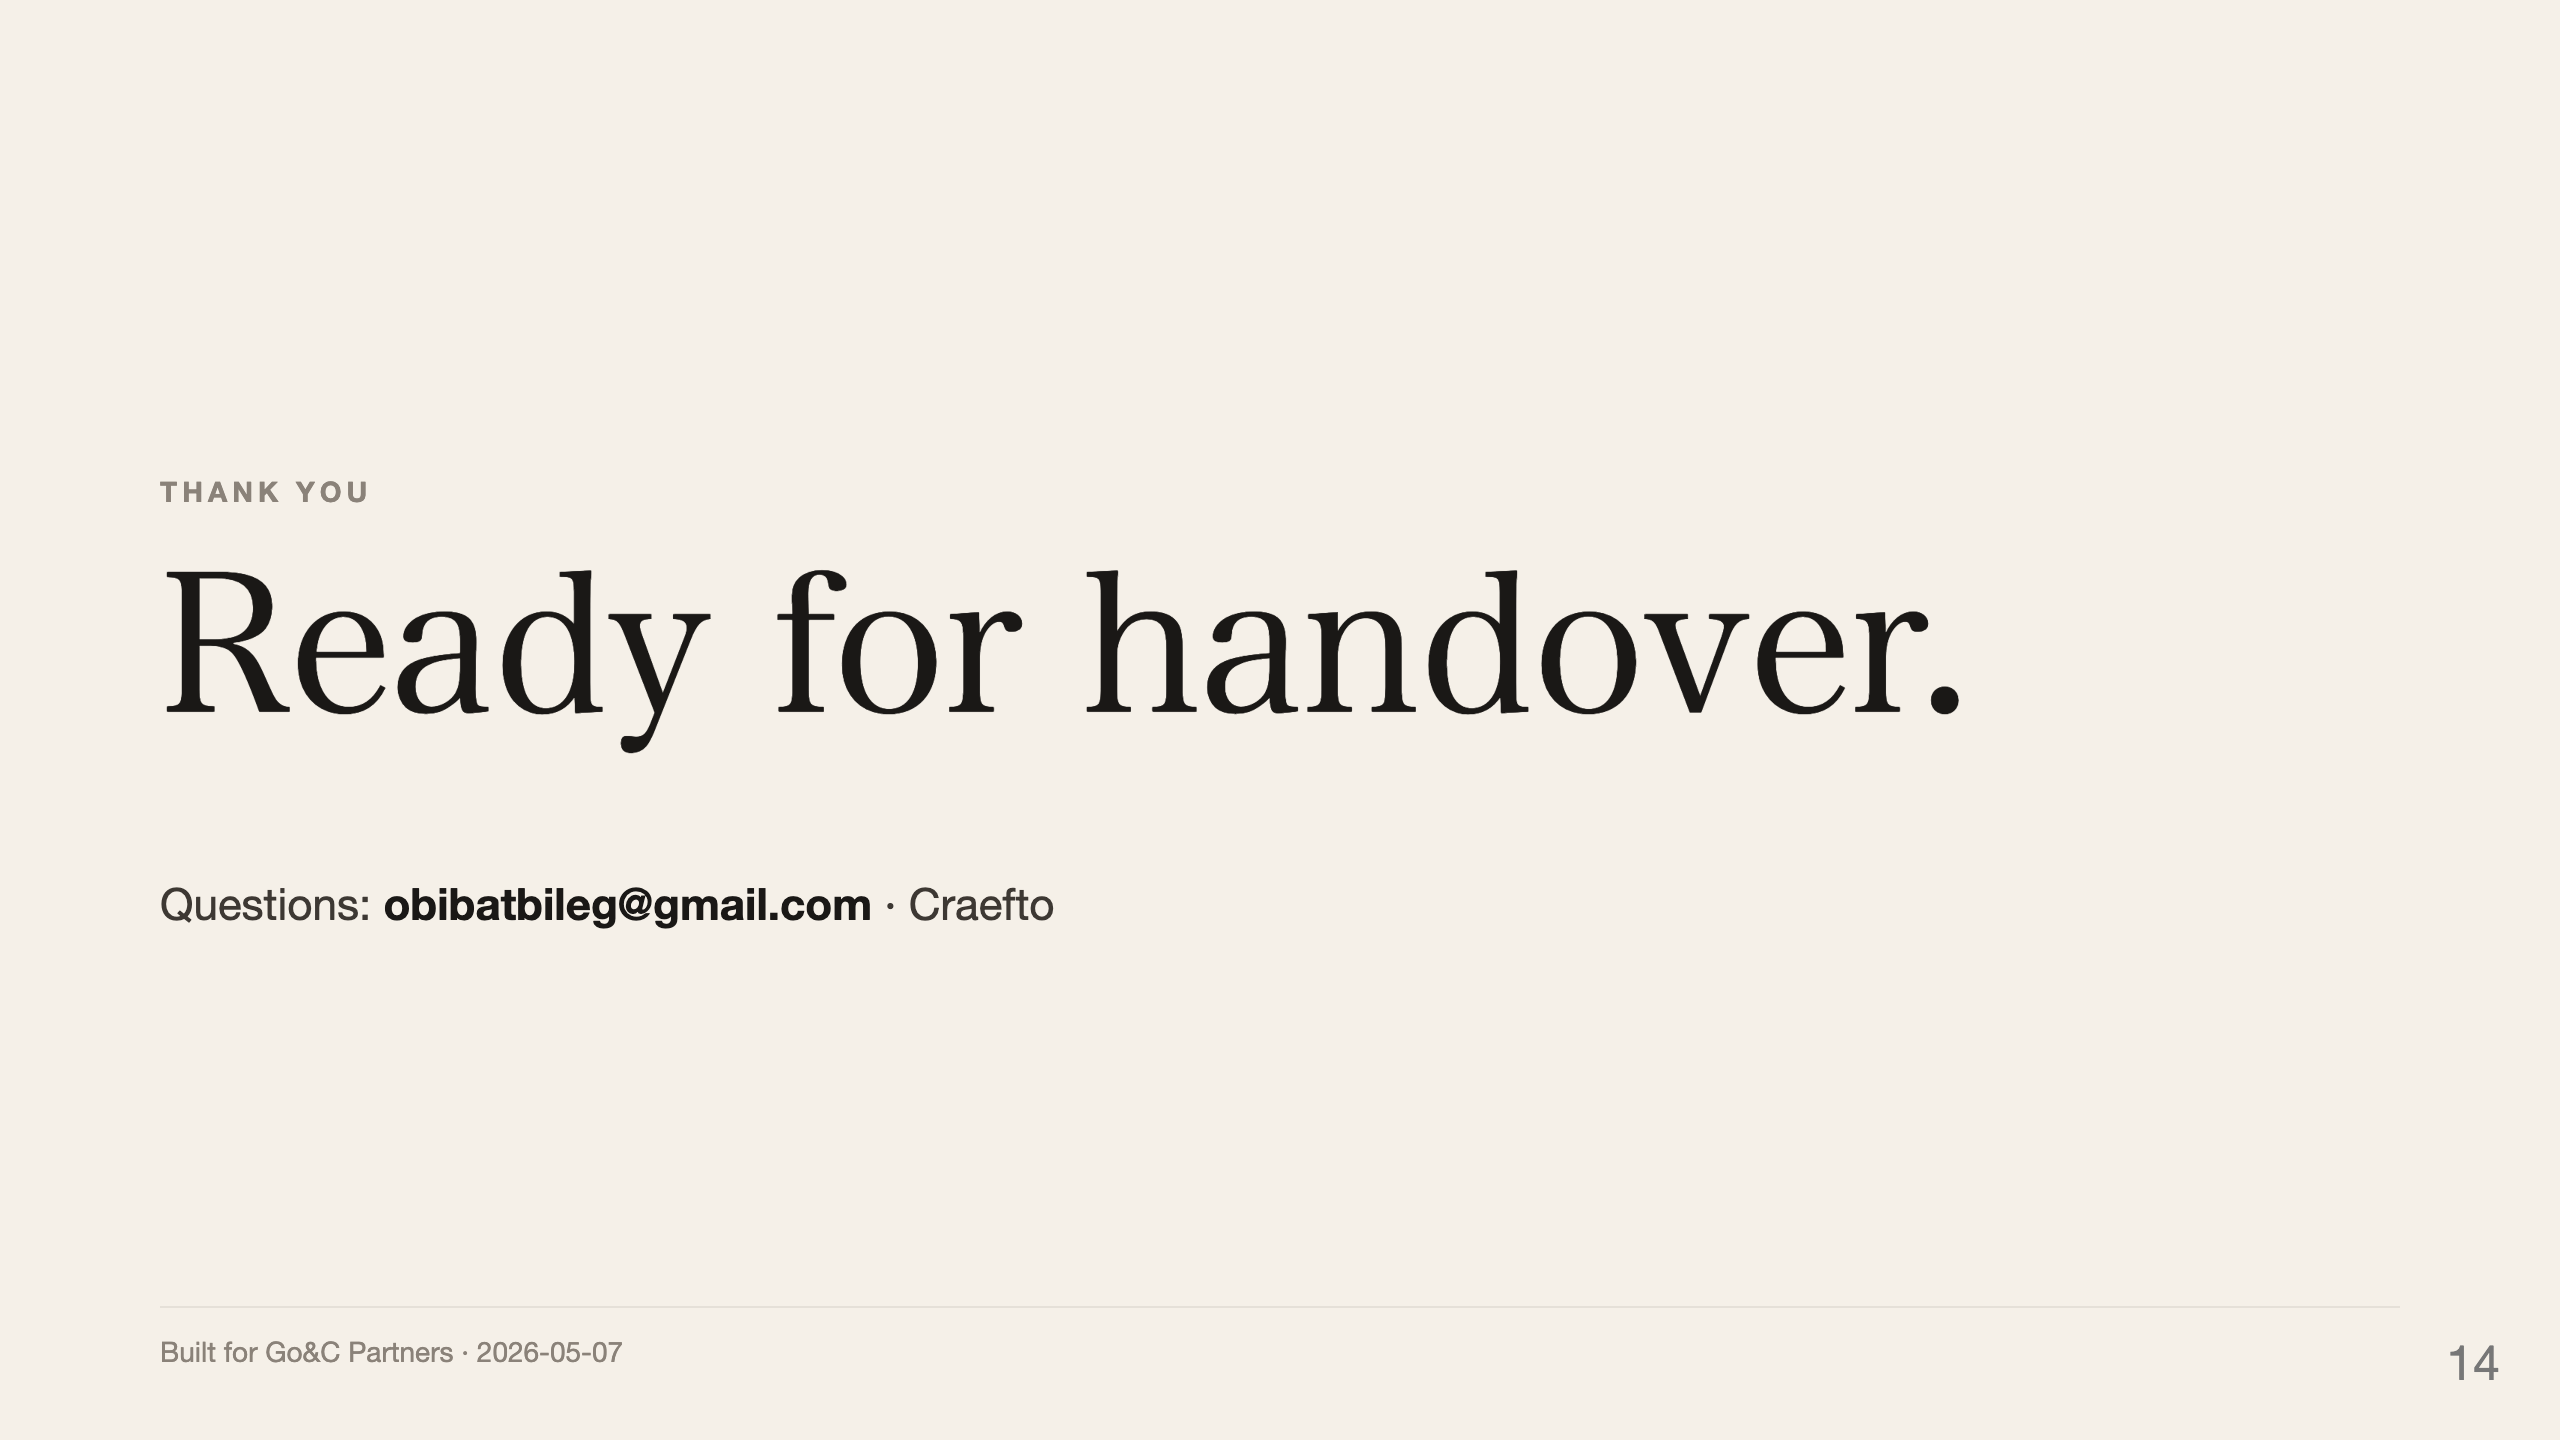 THANK YOU
Ready for handover.
Questions: obibatbileg@gmail.com · Craefto
Built for Go&C Partners · 2026-05-07
14